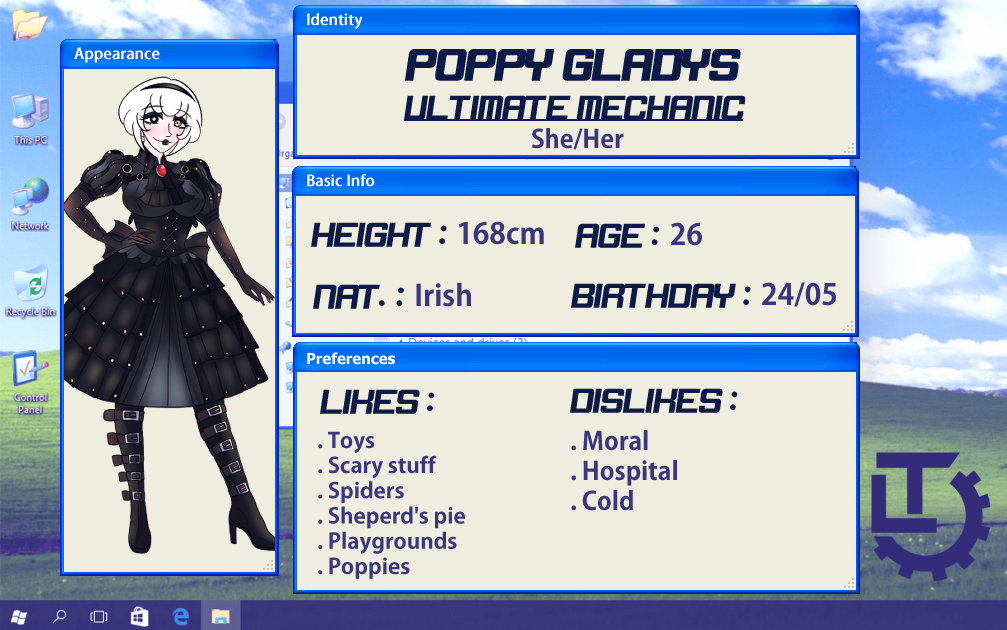 Identity
POPPY GLADYS
ULTIMATE MECHANIC
She/Her
Appearance
This PC
Network
Recycle Bin
Control
Panel
Basic Info
HEIGHT : 168cm
AGE : 26
NAT. : Irish
BIRTHDAY : 24/05
Preferences
LIKES :
. Toys
. Scary stuff
. Spiders
. Sheperd's pie
. Playgrounds
. Poppies
DISLIKES :
. Moral
. Hospital
. Cold
LT